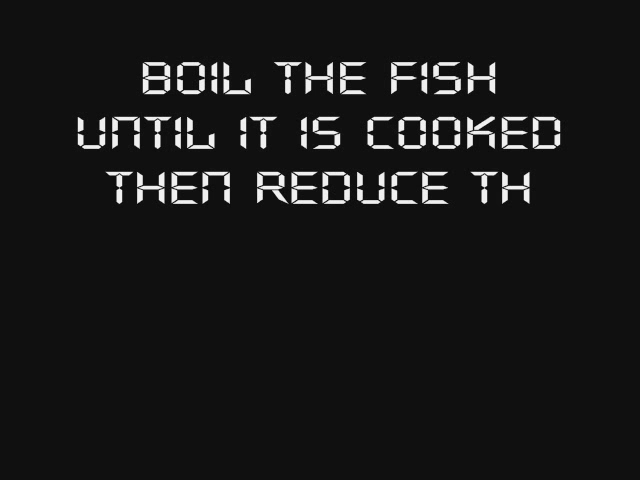 BOIL THE FISH
UNTIL IT IS COOKED
THEN REDUCE TH